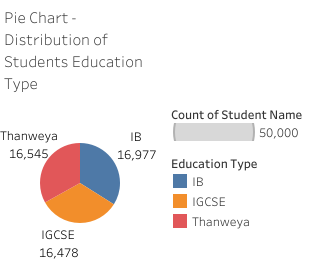 Pie Chart -
Distribution of
Students Education
Type
Count of Student Name
50,000
Education Type
IB
IGCSE
Thanweya
Thanweya
16,545
IB
16,977
IGCSE
16,478